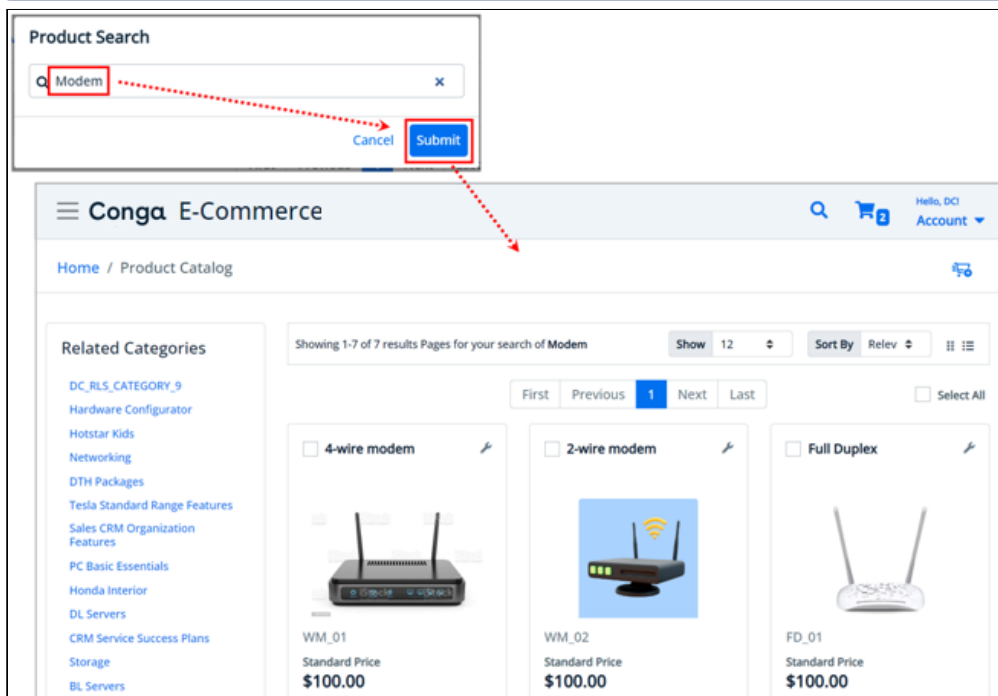 Product Search
Modem
Cancel Submit
Conga E-Commerce
2
Hello, DCI
Account
Home / Product Catalog
Related Categories
DC_RLS_CATEGORY_9
Hardware Configurator
Hotstar Kids
Networking
DTH Packages
Tesla Standard Range Features
Sales CRM Organization
Features
PC Basic Essentials
Honda Interior
DL Servers
CRM Service Success Plans
Storage
BL Servers
Showing 1-7 of 7 results Pages for your search of Modem
Show 12
Sort By Relev
First Previous 1 Next Last
Select All
4-wire modem
WM_01
Standard Price
$100.00
2-wire modem
WM_02
Standard Price
$100.00
Full Duplex
FD_01
Standard Price
$100.00